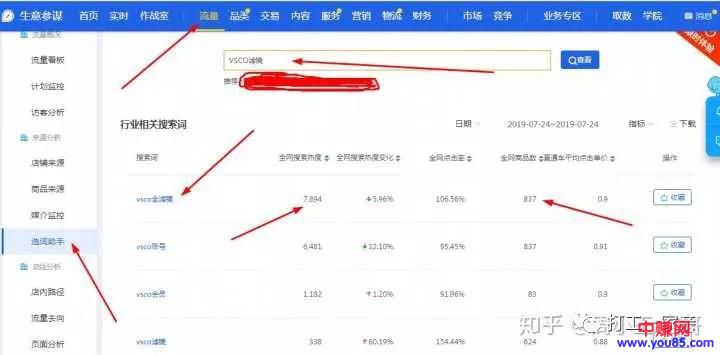 生意参谋 首页 实时 作战室 流量 品类 交易 内容 服务 营销 物流 财务 市场 竞争 业务专区 取数 学院 消息
流量概况
流量看板
计划监控
访客分析
来源分析
店铺来源
商品来源
媒介监控
选词助手
动线分析
店内路径
流量去向
页面分析
VSCO滤镜 查看
推荐
限时体验
行业相关搜索词 日期 2019-07-24~2019-07-24 指标 下载
搜索词 全网搜索热度 全网搜索热度变化 全网点击率 全网商品数 直通车平均点击单价 操作
vsco全滤镜 7,894 5.96% 106.56% 837 0.9 收藏
vsco账号 6,481 12.10% 95.45% 837 0.91 收藏
vsco会员 1,182 1.20% 91.96% 83 0.9 收藏
vsco滤镜 338 60.19% 154.44% 624
知乎
中赚网
www.you85.com